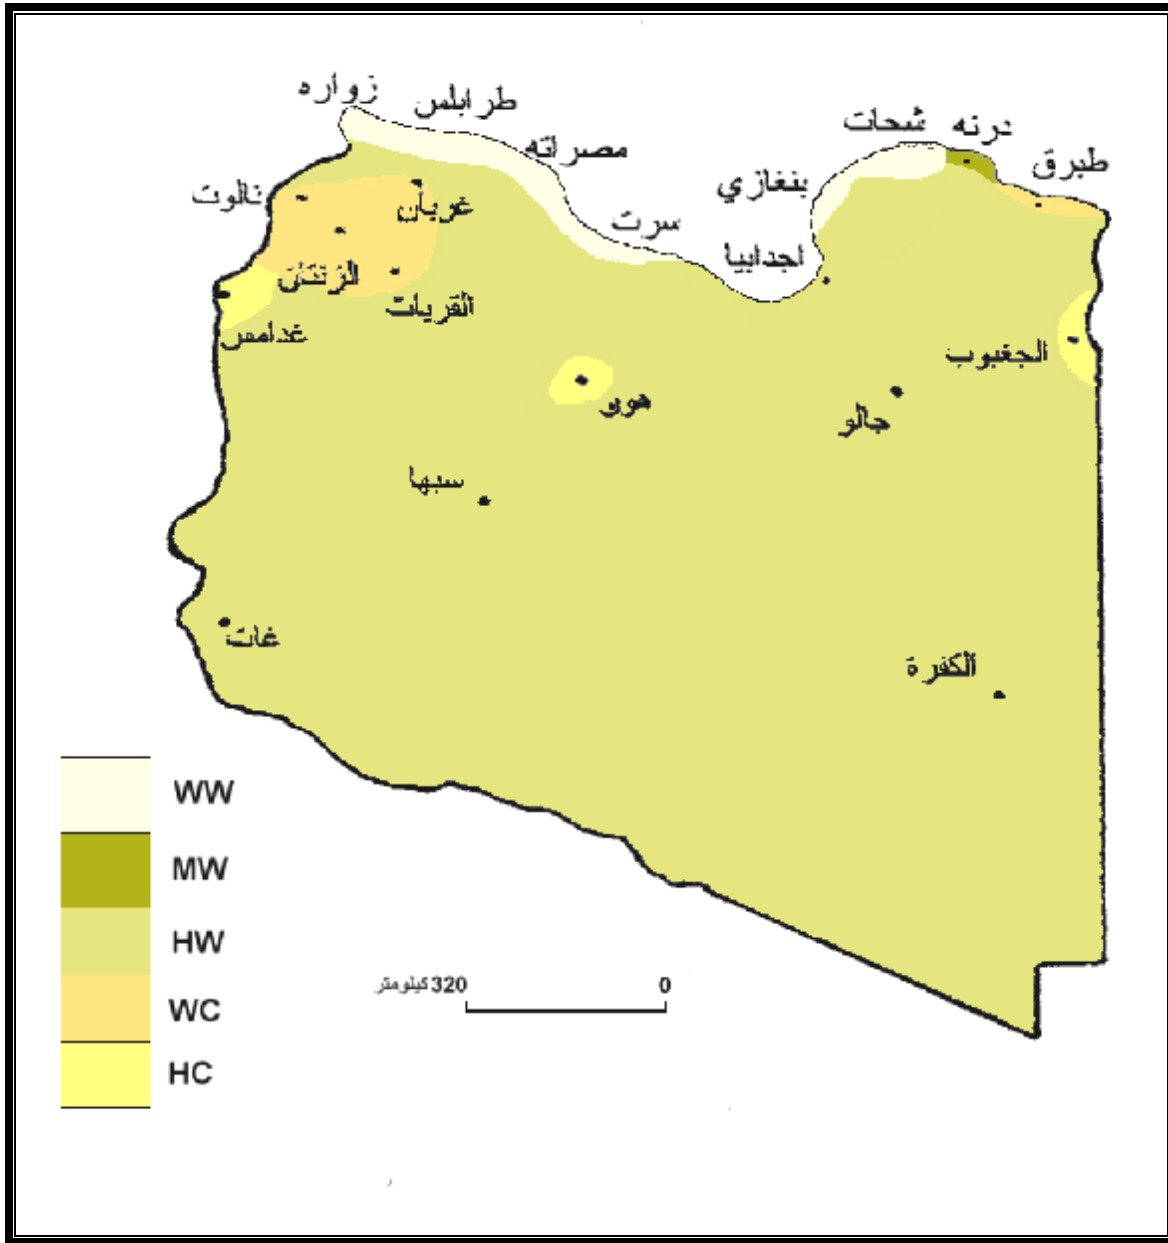 زواره
طرابلس
مصراته
سرت
بنغازي
شحات
درنه
طبرق
اجدابيا
نالوت
غريان
الزنتان
القريات
غدامس
هون
الجغبوب
جالو
سبها
غات
الكفرة
WW
MW
HW
WC
HC
320 كيلومتر
0